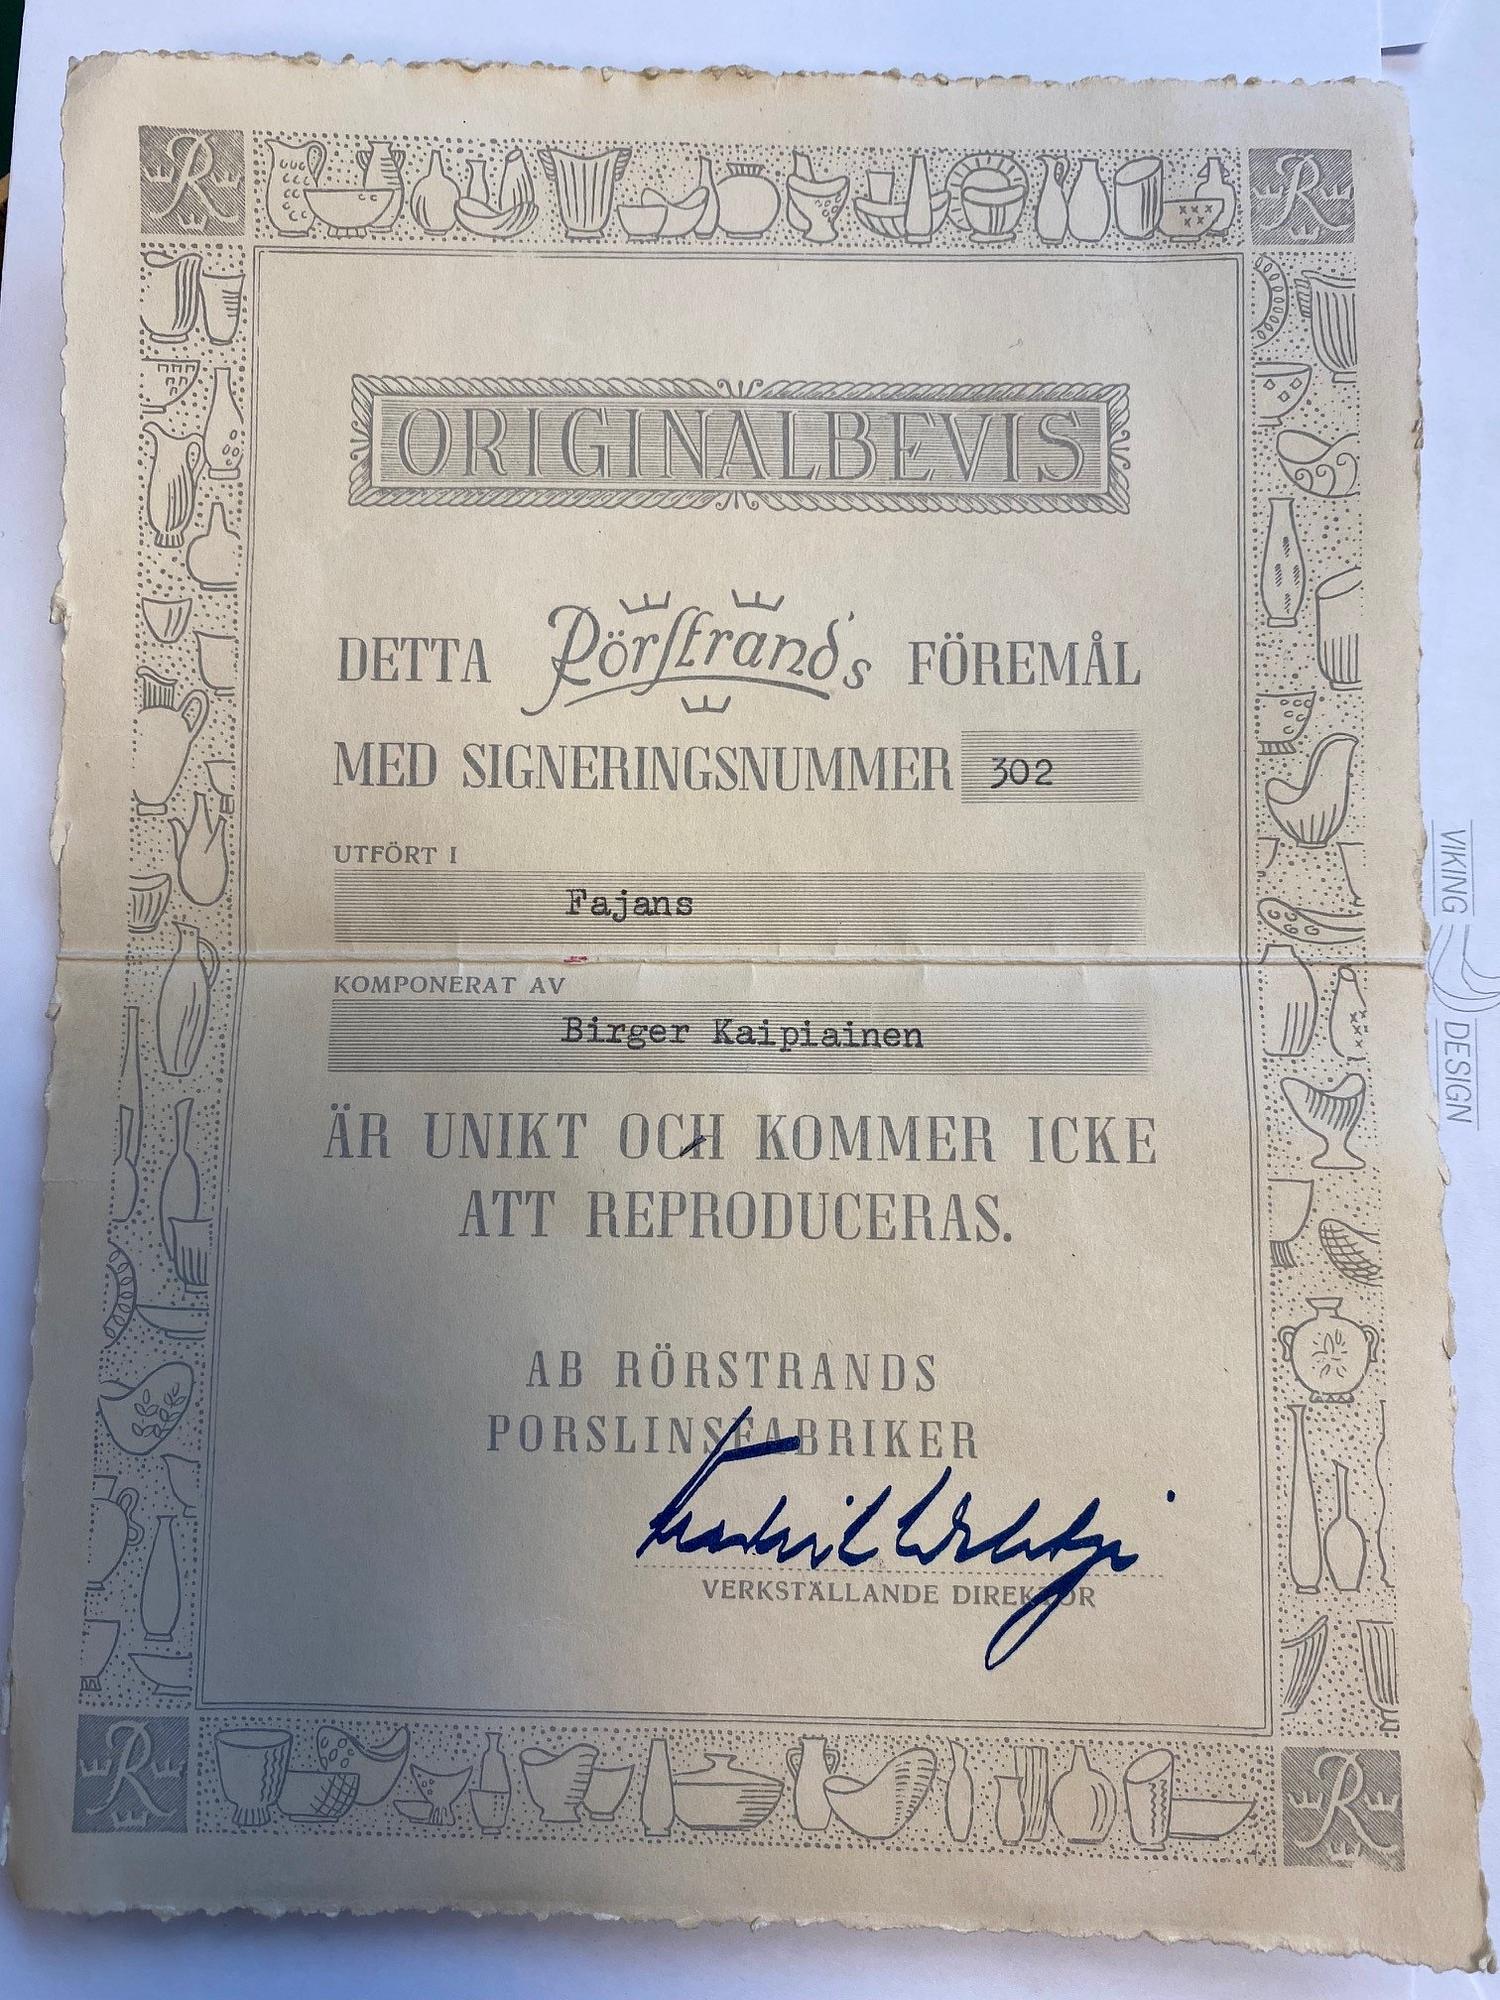 ORIGINALBEVIS
DETTA Rörstrand's FÖREMÅL
MED SIGNERINGSNUMMER 302
UTFÖRT I
Fajans
KOMPONERAT AV
Birger Kaipiainen
ÄR UNIKT OCH KOMMER ICKE
ATT REPRODUCERAS.
AB RÖRSTRANDS
PORSLINSFABRIKER
VERKSTÄLLANDE DIREKTÖR
VIKING
DESIGN
R
R
R
R